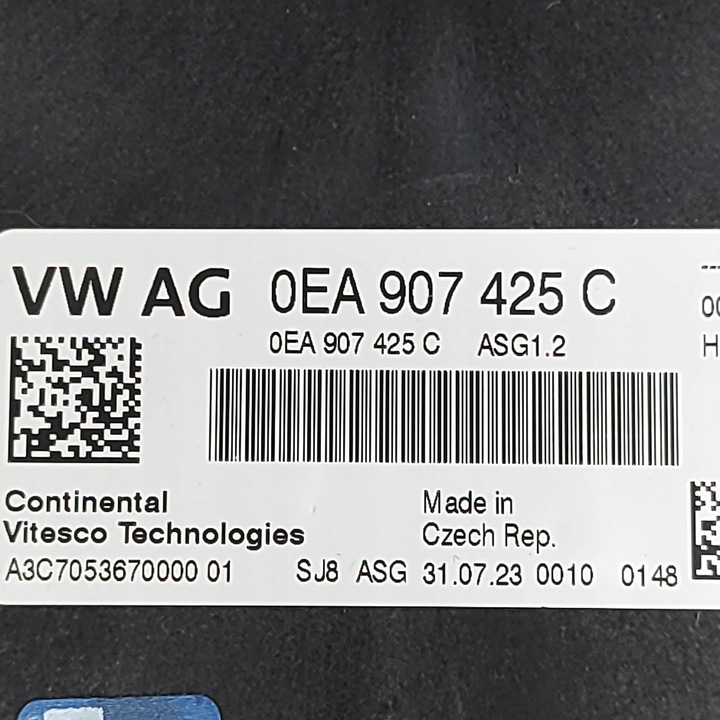 VW AG 0EA 907 425 C
0EA 907 425 C ASG1.2
H
Continental
Vitesco Technologies
Made in
Czech Rep.
A3C7053670000 01 SJ8 ASG 31.07.23 0010 0148